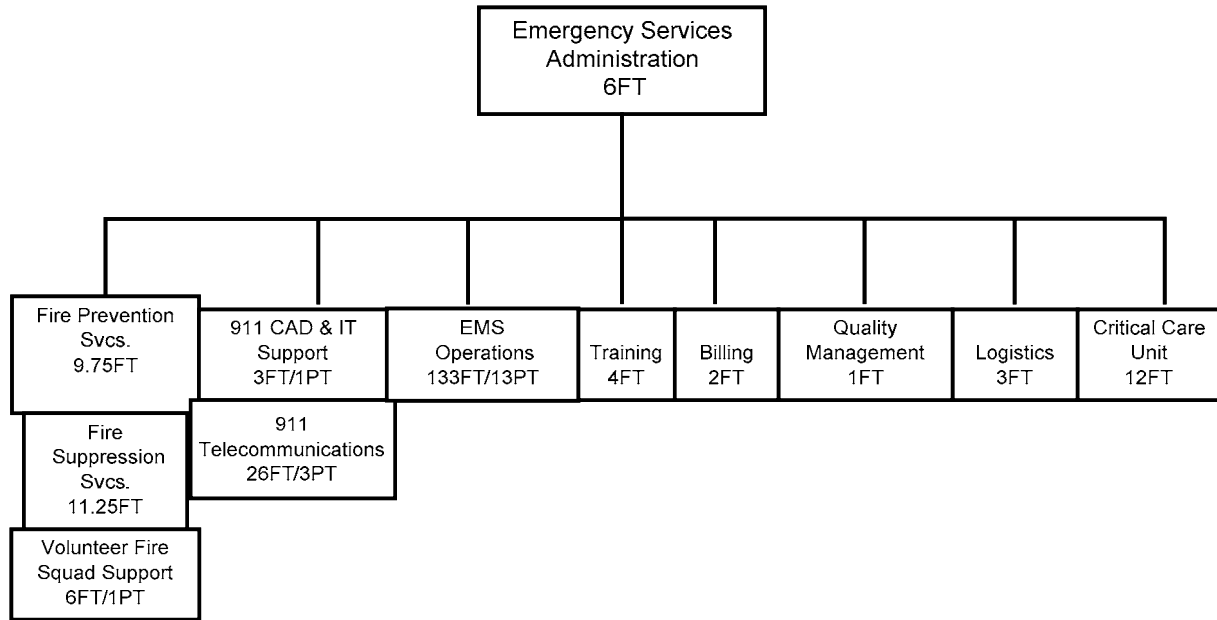 Emergency Services
Administration
6FT
Fire Prevention
Svcs.
9.75FT
911 CAD & IT
Support
3FT/1PT
EMS
Operations
133FT/13PT
Training
4FT
Billing
2FT
Quality
Management
1FT
Logistics
3FT
Critical Care
Unit
12FT
Fire
Suppression
Svcs.
11.25FT
911
Telecommunications
26FT/3PT
Volunteer Fire
Squad Support
6FT/1PT